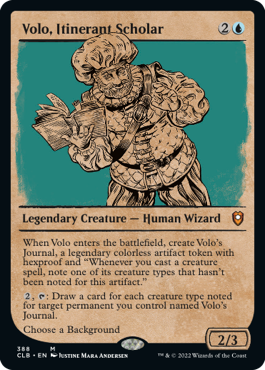 Volo, Itinerant Scholar 2
Legendary Creature — Human Wizard
When Volo enters the battlefield, create Volo's
Journal, a legendary colorless artifact token with
hexproof and “Whenever you cast a creature
spell, note one of its creature types that hasn't
been noted for this artifact.”
2, : Draw a card for each creature type noted
for target permanent you control named Volo's
Journal.
Choose a Background
2/3
388 M
CLB • EN JUSTINE MARA ANDERSEN
™ & © 2022 Wizards of the Coast